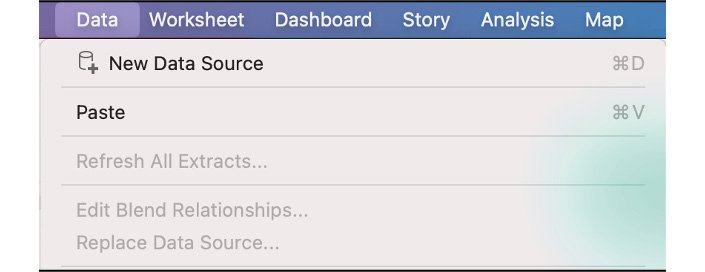 Data Worksheet Dashboard Story Analysis Map
New Data Source ⌘D
Paste ⌘V
Refresh All Extracts...
Edit Blend Relationships...
Replace Data Source...